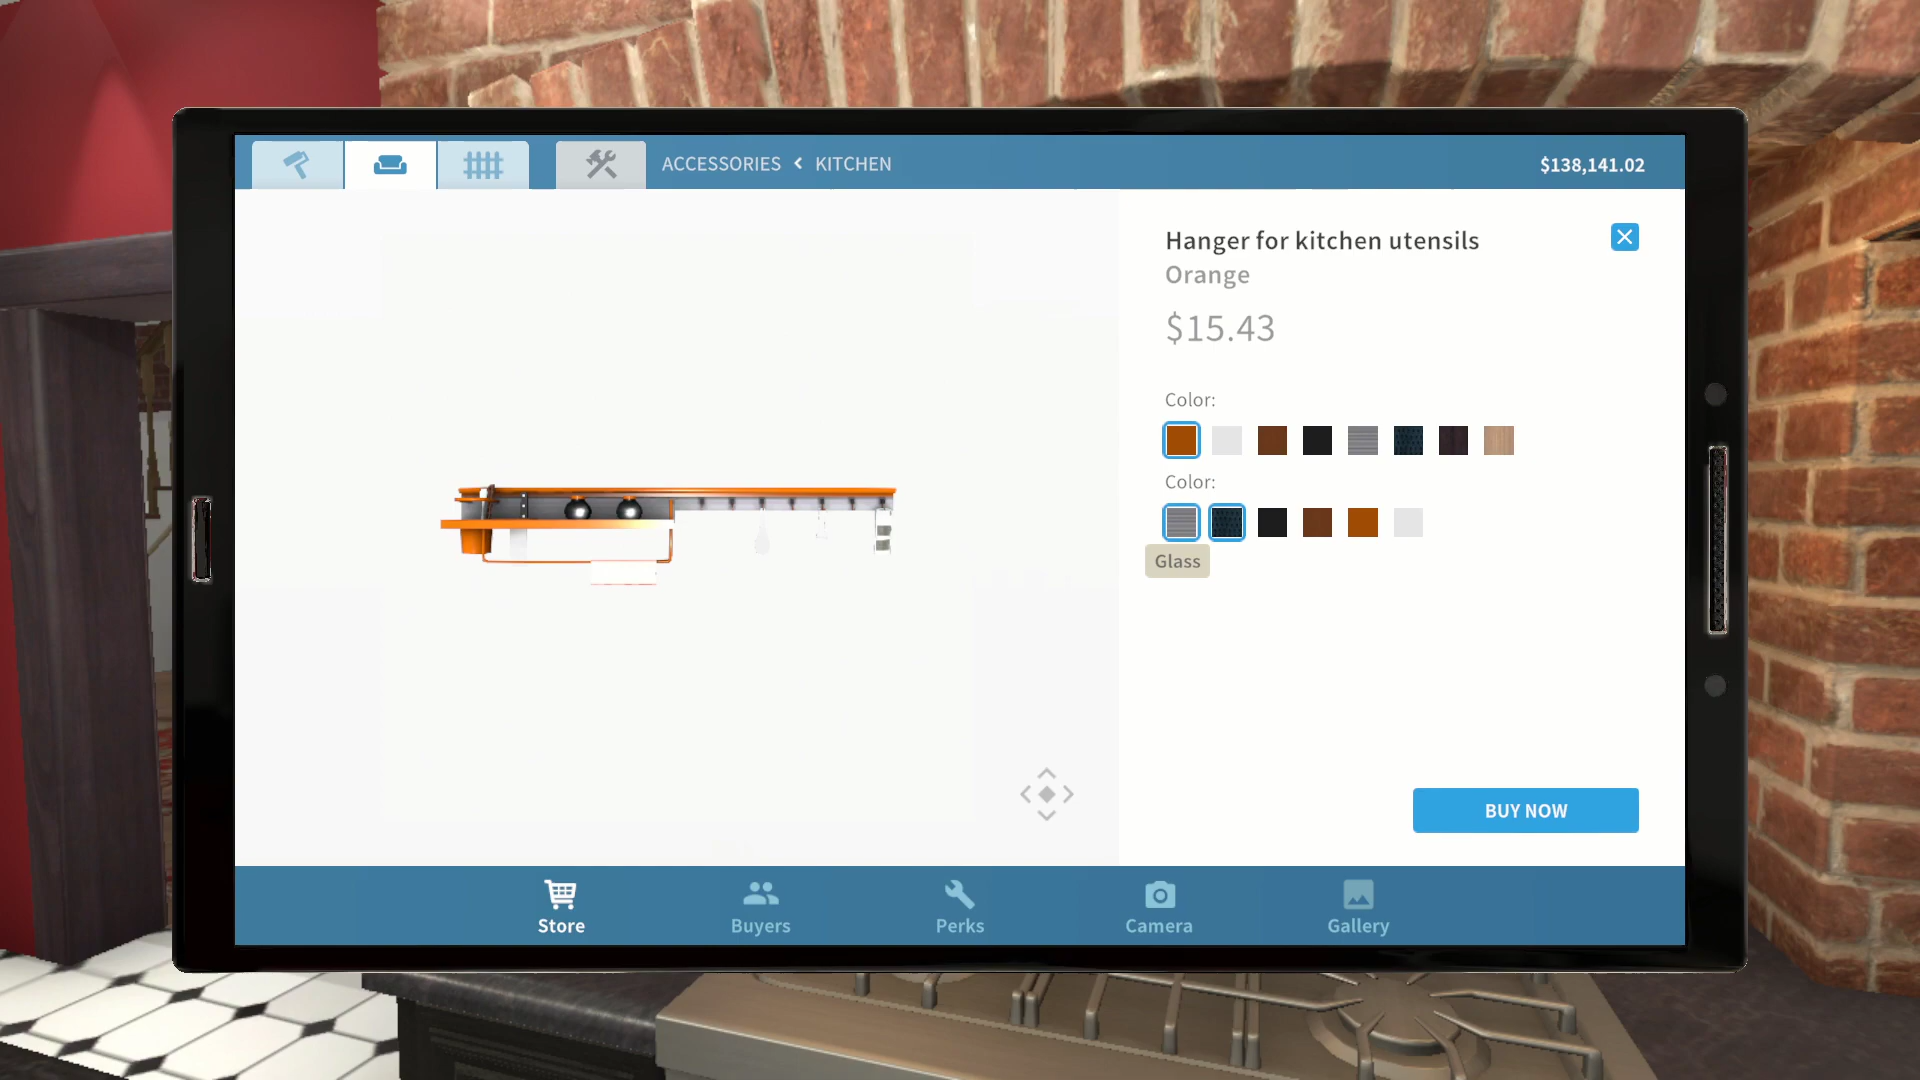 ACCESSORIES < KITCHEN
$138,141.02
Hanger for kitchen utensils
Orange
$15.43
Color:
Color:
Glass
BUY NOW
Store
Buyers
Perks
Camera
Gallery